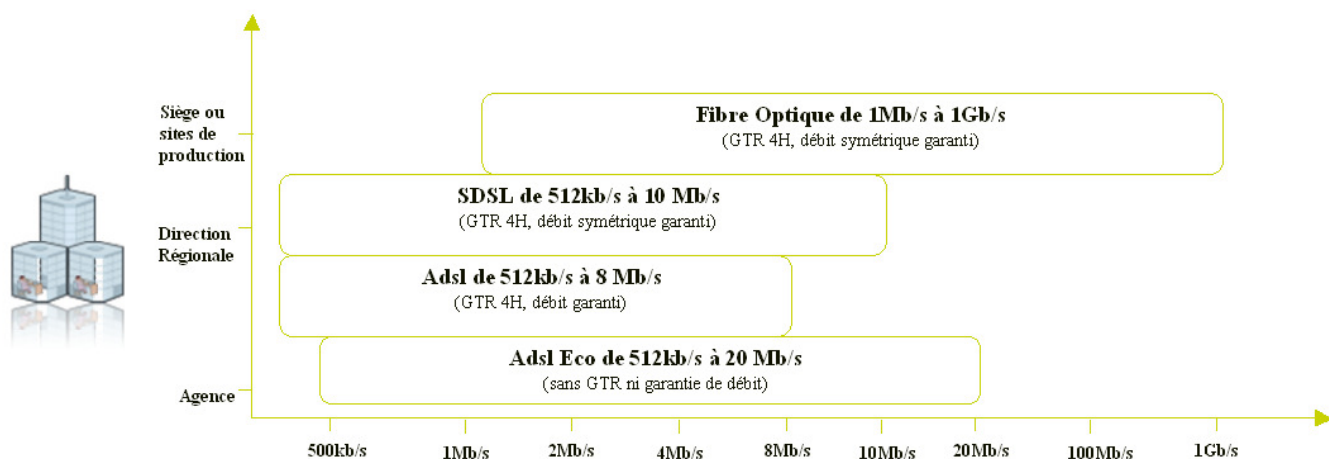 Siège ou
sites de
production
Fibre Optique de 1Mb/s à 1Gb/s
(GTR 4H, débit symétrique garanti)
SDSL de 512kb/s à 10 Mb/s
(GTR 4H, débit symétrique garanti)
Direction
Régionale
Adsl de 512kb/s à 8 Mb/s
(GTR 4H, débit garanti)
Adsl Eco de 512kb/s à 20 Mb/s
(sans GTR ni garantie de débit)
Agence
500kb/s 1Mb/s 2Mb/s 4Mb/s 8Mb/s 10Mb/s 20Mb/s 100Mb/s 1Gb/s